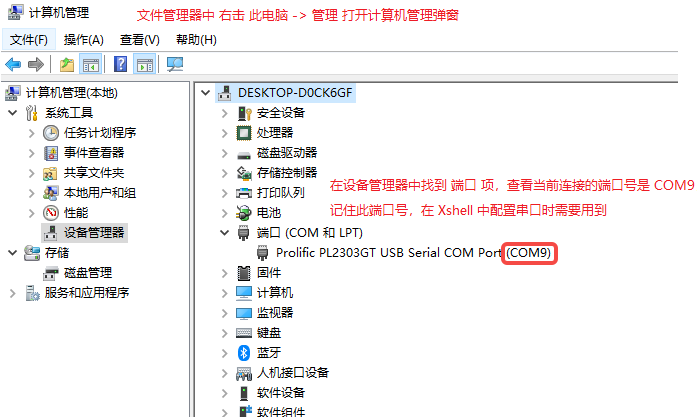 计算机管理
文件管理器中 右击 此电脑 -> 管理 打开计算机管理弹窗
文件(F) 操作(A) 查看(V) 帮助(H)
计算机管理(本地)
系统工具
任务计划程序
事件查看器
共享文件夹
本地用户和组
性能
设备管理器
存储
磁盘管理
服务和应用程序
DESKTOP-D0CK6GF
安全设备
处理器
磁盘驱动器
存储控制器
打印队列
电池
端口 (COM 和 LPT)
Prolific PL2303GT USB Serial COM Port (COM9)
固件
计算机
监视器
键盘
蓝牙
人机接口设备
软件设备
软件组件
在设备管理器中找到 端口 项，查看当前连接的端口号是 COM9
记住此端口号，在 Xshell 中配置串口时需要用到